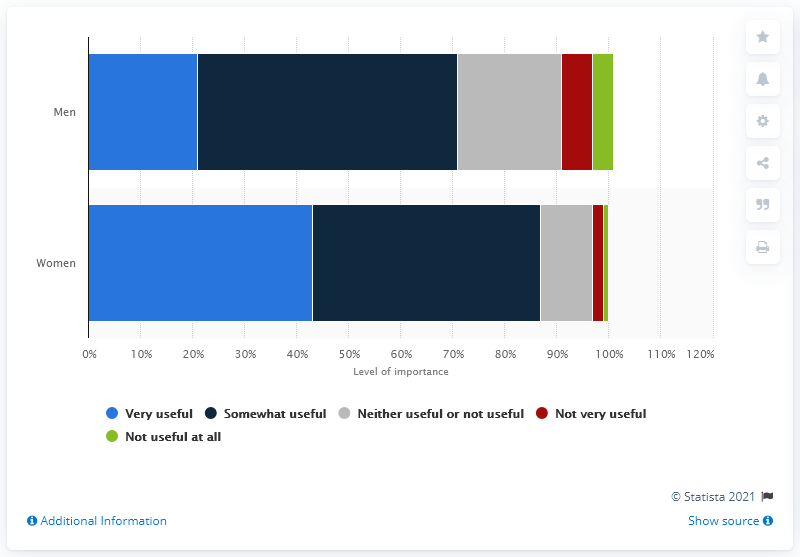 Men
Women
0% 10% 20% 30% 40% 50% 60% 70% 80% 90% 100% 110% 120%
Level of importance
Very useful Somewhat useful Neither useful or not useful Not very useful
Not useful at all
© Statista 2021
Additional Information Show source